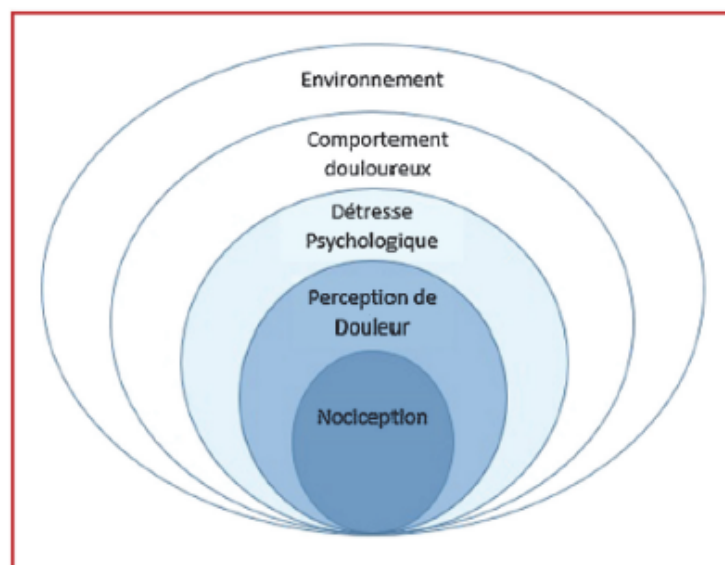 Environnement
Comportement
douloureux
Détresse
Psychologique
Perception de
Douleur
Nociception